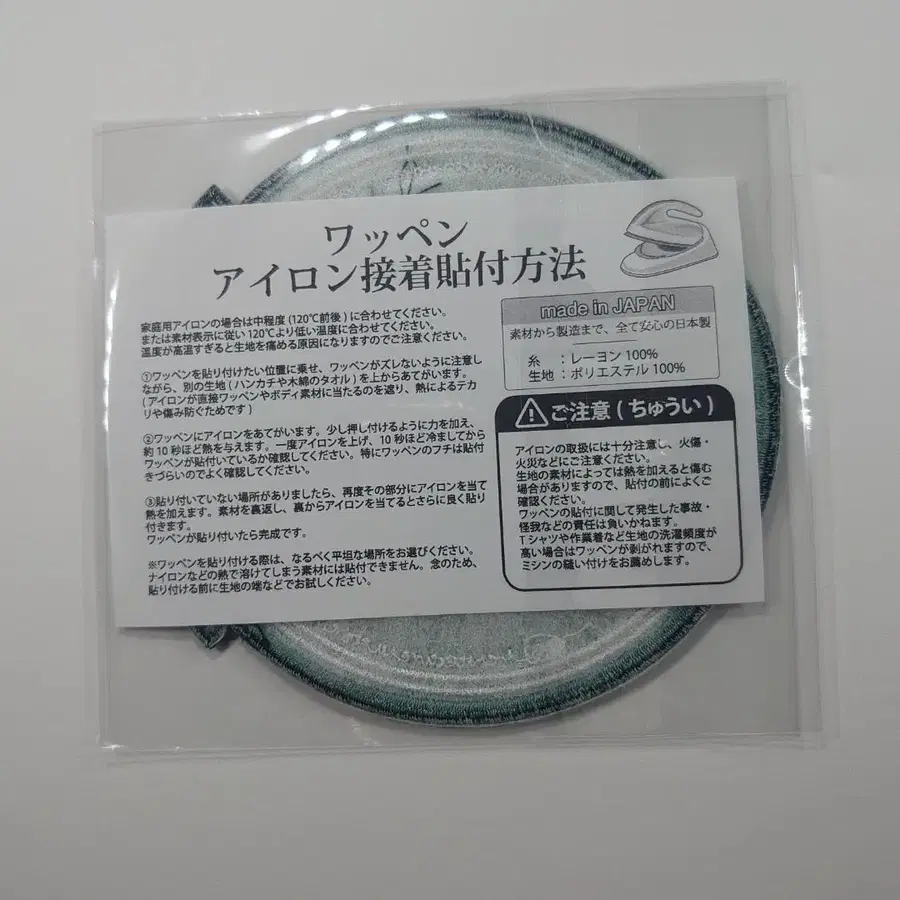 ワッペン
アイロン接着貼付方法
家庭用アイロンの場合は中程度(120℃前後)に合わせてください。
または素材表示に従い120℃より低い温度に合わせてください。
温度が高温すぎると生地を痛める原因になりますのでご注意ください。
①ワッペンを貼り付けたい位置に乗せ、ワッペンがズレないように注意し
ながら、別の生地(ハンカチや木綿のタオル)を上からあてがいます。
(アイロンが直接ワッペンやボディ素材に当たるのを遮り、熱によるテカ
リや傷み防ぐためです)
②ワッペンにアイロンをあてがいます。少し押し付けるように力を加え、
約10秒ほど熱を与えます。一度アイロンを上げ、10秒ほど冷ましてから
ワッペンが貼付いているか確認してください。特にワッペンのフチは貼付
きづらいのでよく確認してください。
③貼り付いていない場所がありましたら、再度その部分にアイロンを当て
熱を加えます。素材を裏返し、裏からアイロンを当てるとさらに良く貼り
付きます。
ワッペンが貼り付いたら完成です。
※ワッペンを貼り付ける際は、なるべく平坦な場所をお選びください。
ナイロンなどの熱で溶けてしまう素材には貼付できません。念のため、
貼り付ける前に生地の端などでお試しください。
made in JAPAN
素材から製造まで、全て安心の日本製
糸 : レーヨン 100%
生地 : ポリエステル 100%
ご注意(ちゅうい)
アイロンの取扱には十分注意し、火傷・
火災などにご注意ください。
生地の素材によっては熱を加えると傷む
場合がありますので、貼付の前によくご
確認ください。
ワッペンの貼付に関して発生した事故・
怪我などの責任は負いかねます。
Tシャツや作業着など生地の洗濯頻度が
高い場合はワッペンが剥がれますので、
ミシンの縫い付けをお薦めします。